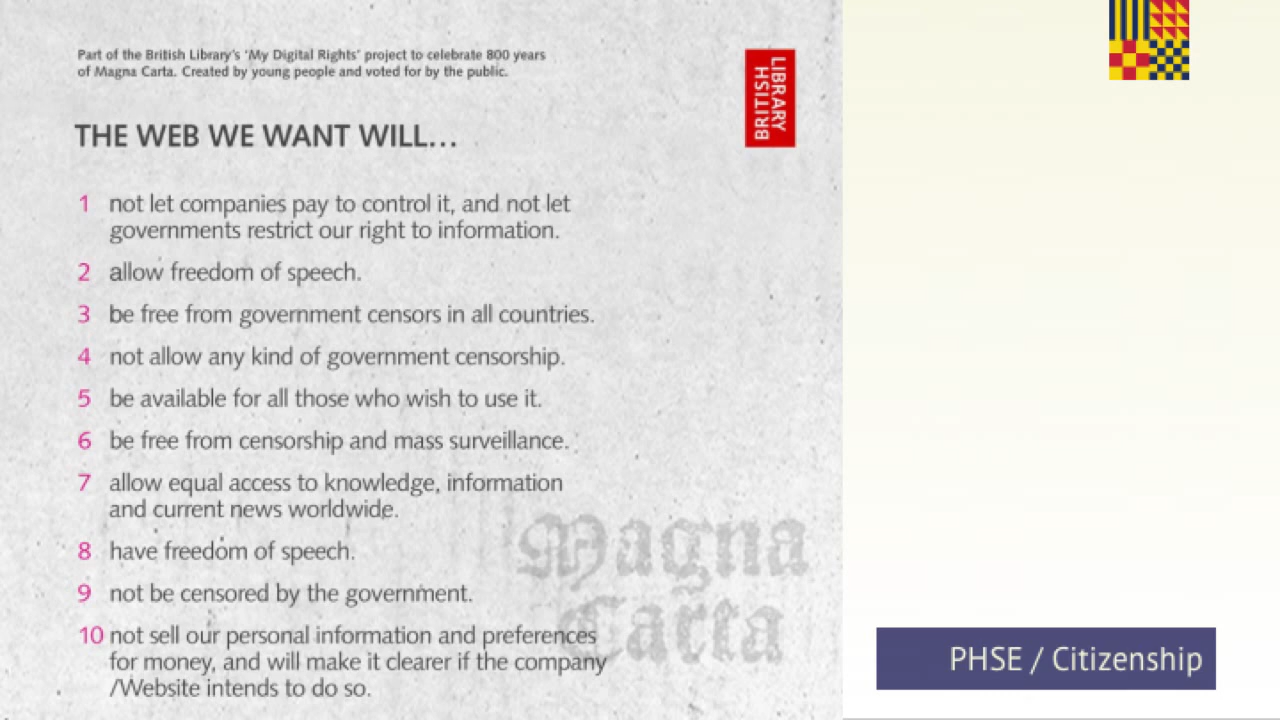 Part of the British Library's 'My Digital Rights' project to celebrate 800 years
of Magna Carta. Created by young people and voted for by the public.
LIBRARY
BRITISH
THE WEB WE WANT WILL...
1 not let companies pay to control it, and not let
governments restrict our right to information.
2 allow freedom of speech.
3 be free from government censors in all countries.
4 not allow any kind of government censorship.
5 be available for all those who wish to use it.
6 be free from censorship and mass surveillance.
7 allow equal access to knowledge, information
and current news worldwide.
8 have freedom of speech.
9 not be censored by the government.
10 not sell our personal information and preferences
for money, and will make it clearer if the company
/Website intends to do so.
Magna
Carta
PHSE / Citizenship